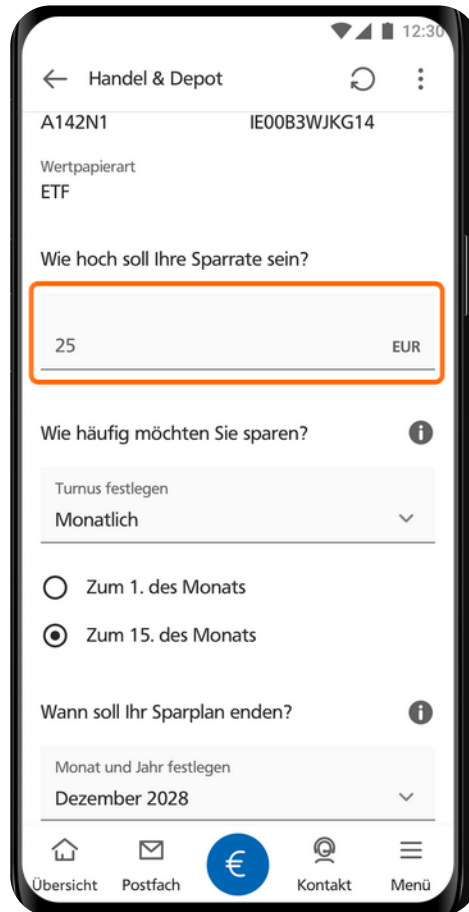 12:30
Handel & Depot
A142N1 IE00B3WJKG14
Wertpapierart
ETF
Wie hoch soll Ihre Sparrate sein?
25 EUR
Wie häufig möchten Sie sparen?
Turnus festlegen
Monatlich
Zum 1. des Monats
Zum 15. des Monats
Wann soll Ihr Sparplan enden?
Monat und Jahr festlegen
Dezember 2028
€
Übersicht Postfach Kontakt Menü